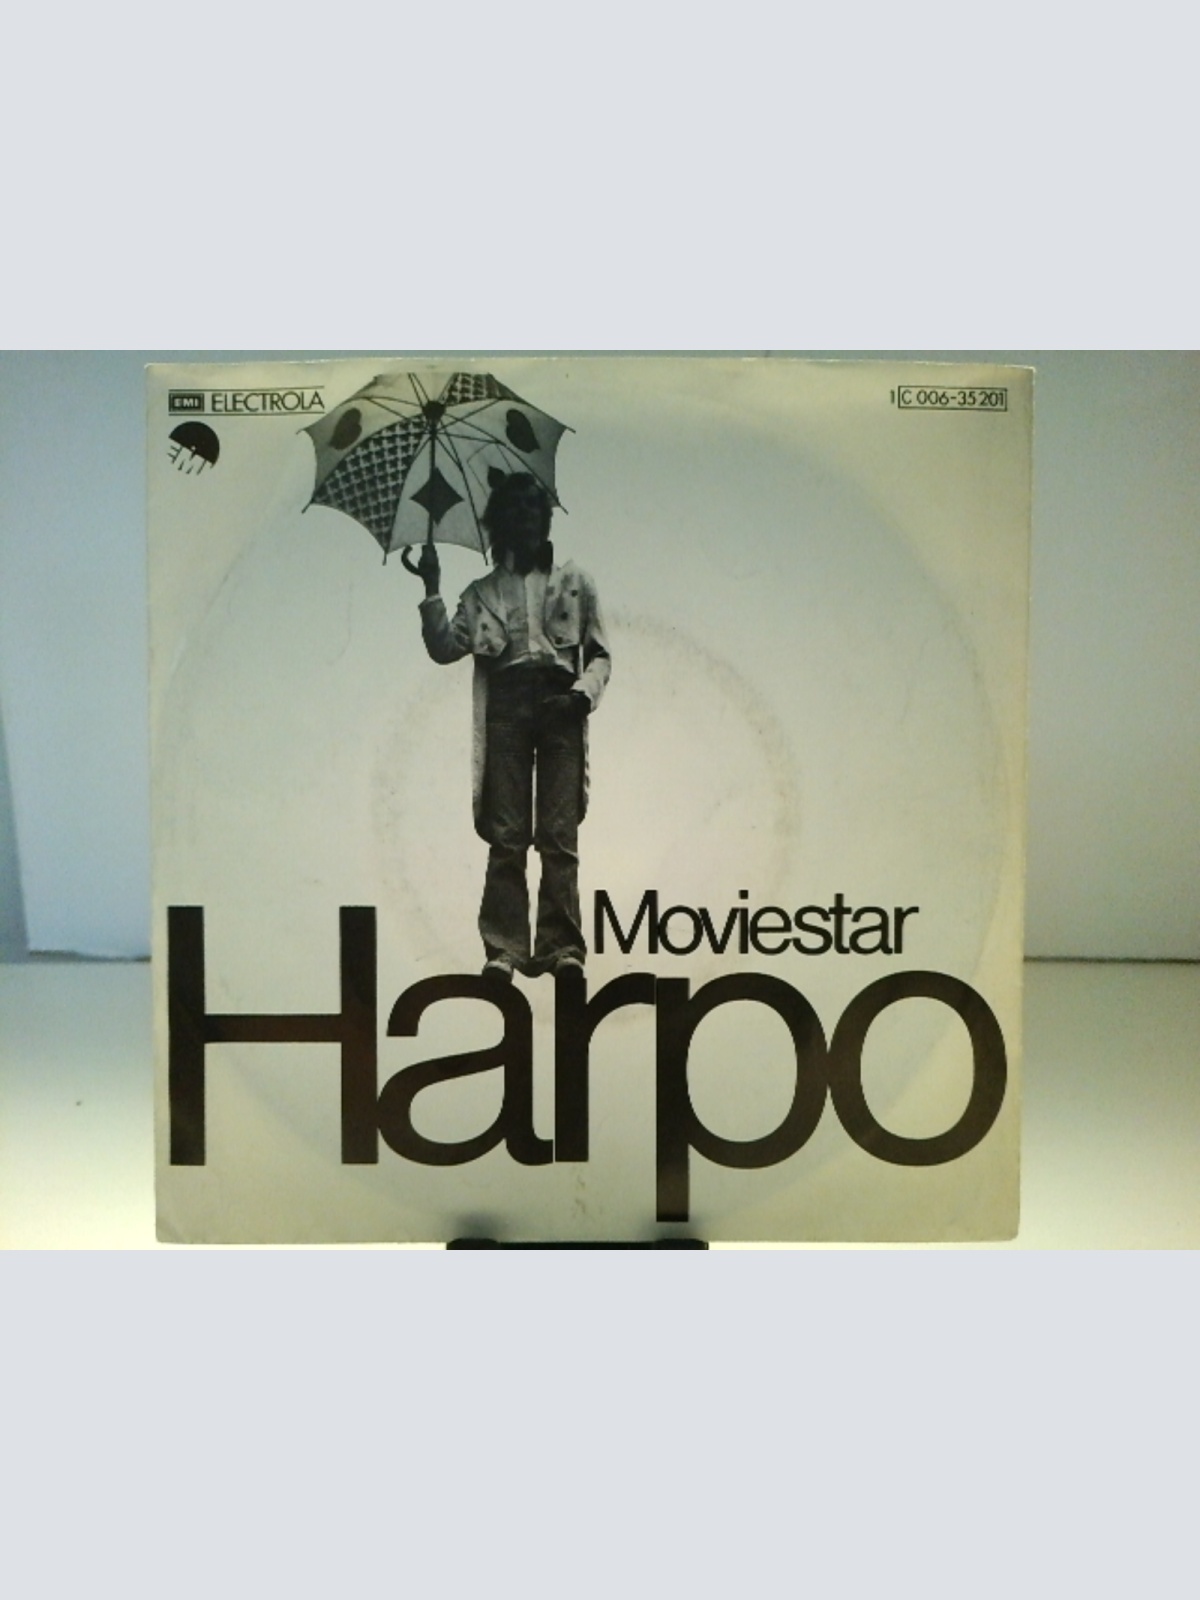 EMI ELECTROLA
1C 006-35 201
EMI
Moviestar
Harpo